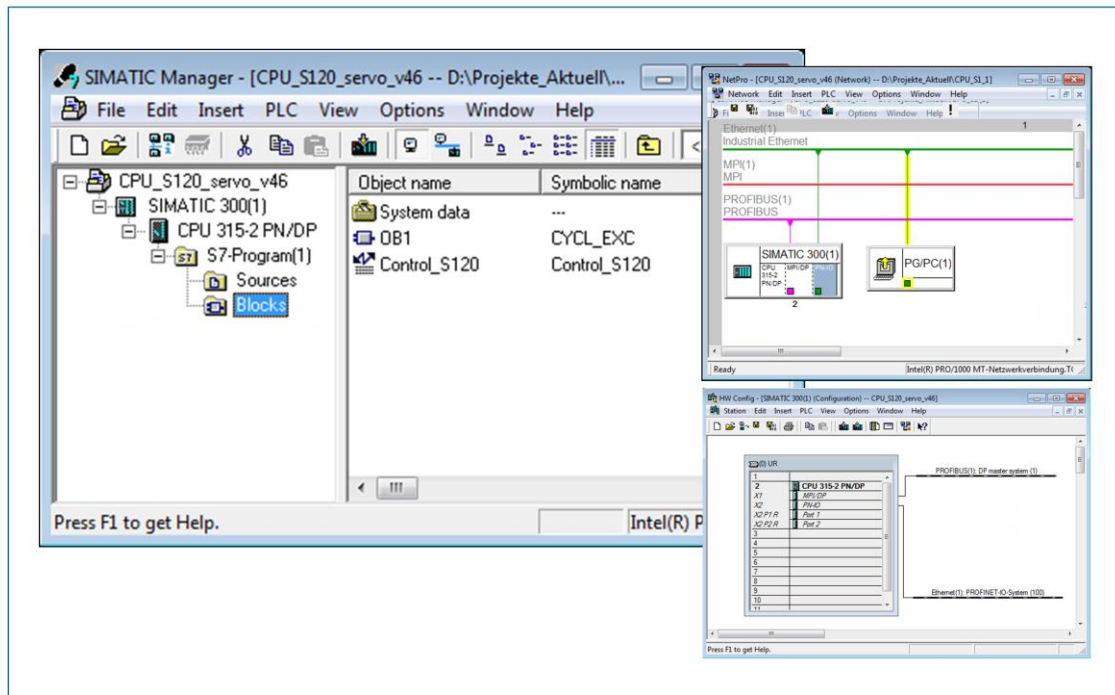 SIMATIC Manager - [CPU_S120_servo_v46 -- D:\Projekte_Aktuell\...
File Edit Insert PLC View Options Window Help
CPU_S120_servo_v46
SIMATIC 300(1)
CPU 315-2 PN/DP
S7-Program(1)
Sources
Blocks
Object name Symbolic name
System data ---
OB1 CYCL_EXC
Control_S120 Control_S120
Press F1 to get Help.
Intel(R) P
NetPro - [CPU_S120_servo_v46 (Network) -- D:\Projekte_Aktuell\CPU_S1_1]
Network Edit Insert PLC View Options Window Help
Options Window Help
Ethernet(1)
Industrial Ethernet
1
MPI(1)
MPI
PROFIBUS(1)
PROFIBUS
SIMATIC 300(1)
CPU 315-2 PN/DP
MPI/DP
PN-IO
2
PG/PC(1)
Ready
Intel(R) PRO/1000 MT-Netzwerkverbindung.T
HW Config - [SIMATIC 300(1) (Configuration) -- CPU_S120_servo_v46]
Station Edit Insert PLC View Options Window Help
(0) UR
1
2 CPU 315-2 PN/DP
X1 MPI/DP
X2 PN-IO
X2 P1 R Port 1
X2 P2 R Port 2
3
4
5
6
7
8
9
10
11
PROFIBUS(1): DP master system (1)
Ethernet(1): PROFINET-IO-System (100)
Press F1 to get Help.